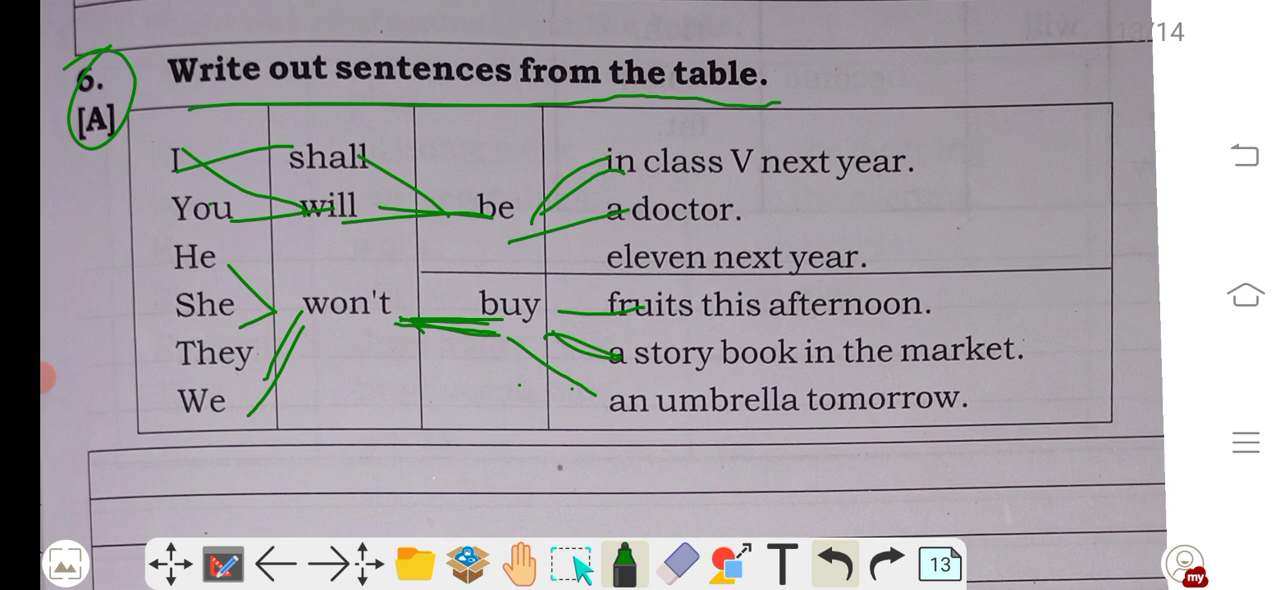 13/14
6. Write out sentences from the table.
[A]
I shall in class V next year.
You will be a doctor.
He eleven next year.
She won't buy fruits this afternoon.
They a story book in the market.
We an umbrella tomorrow.
T 13
my